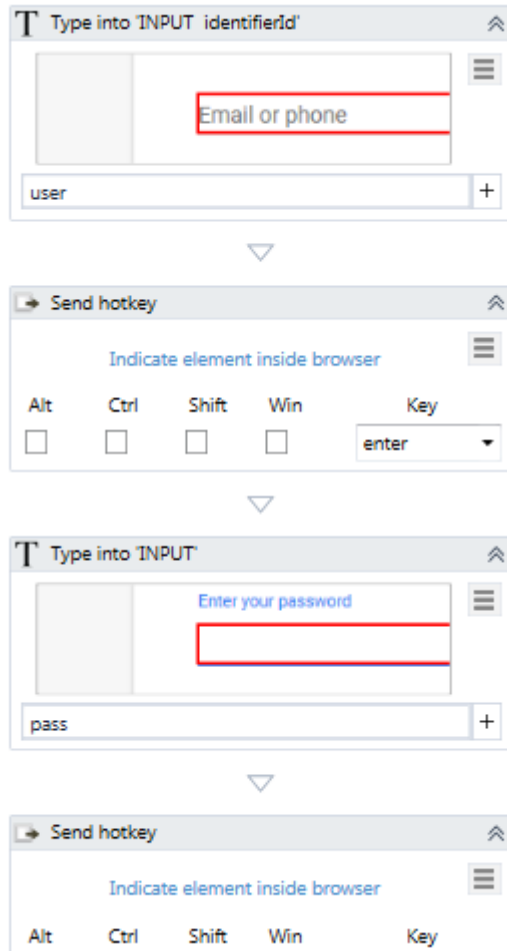 T Type into 'INPUT identifierId'
Email or phone
user +
Send hotkey
Indicate element inside browser
Alt Ctrl Shift Win Key
enter
T Type into 'INPUT'
Enter your password
pass +
Send hotkey
Indicate element inside browser
Alt Ctrl Shift Win Key